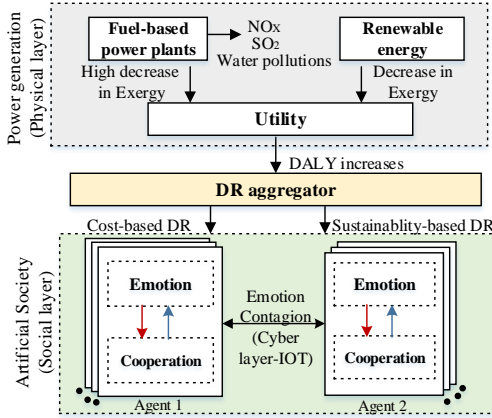 Power generation
(Physical layer)
Fuel-based
power plants
NOx
SO2
Water pollutions
Renewable
energy
High decrease
in Exergy
Decrease in
Exergy
Utility
DALY increases
DR aggregator
Cost-based DR
Sustainablity-based DR
Artificial Society
(Social layer)
Emotion
Cooperation
Agent 1
Emotion
Contagion
(Cyber
layer-IOT)
Emotion
Cooperation
Agent 2